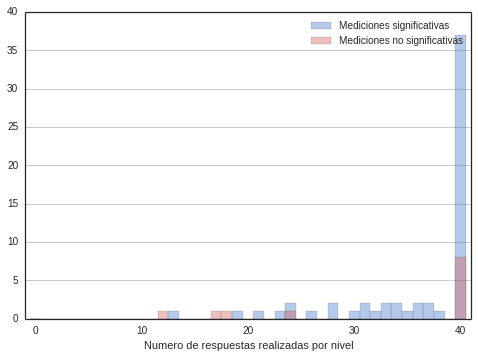 40
35
30
25
20
15
10
5
0
Mediciones significativas
Mediciones no significativas
0 10 20 30 40
Numero de respuestas realizadas por nivel